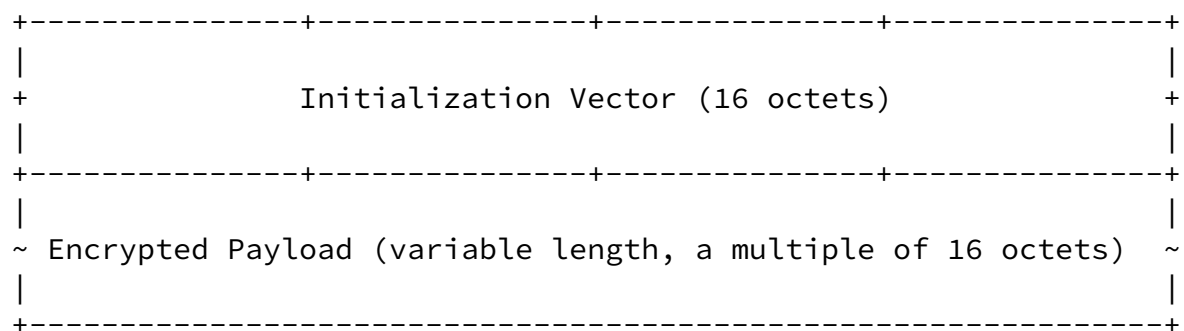 Initialization Vector (16 octets)
Encrypted Payload (variable length, a multiple of 16 octets)